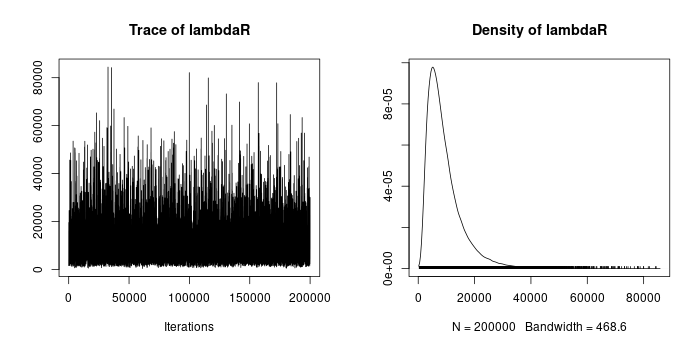 Trace of lambdaR
80000
60000
40000
20000
0
0 50000 100000 150000 200000
Iterations
Density of lambdaR
8e-05
4e-05
0e+00
0 20000 40000 60000 80000
N = 200000 Bandwidth = 468.6